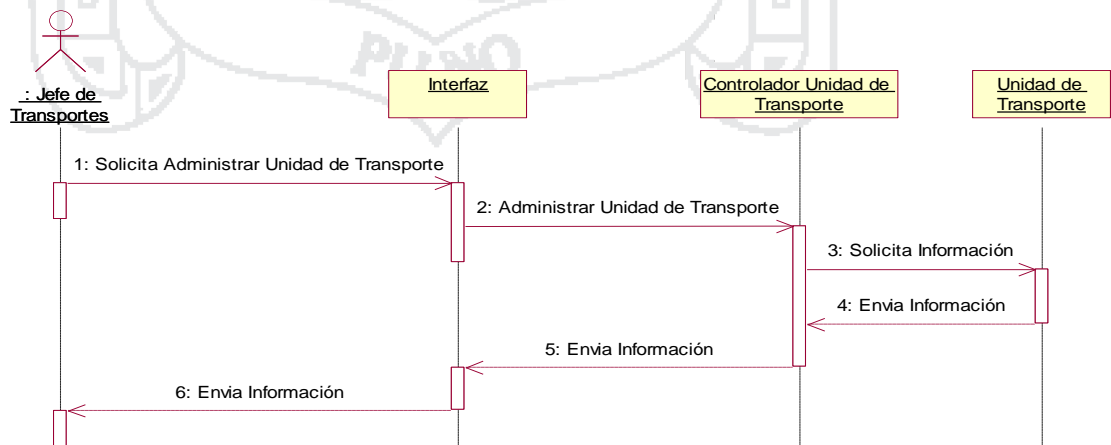 PUNO
: Jefe de
Transportes
Interfaz
Controlador Unidad de
Transporte
Unidad de
Transporte
1: Solicita Administrar Unidad de Transporte
2: Administrar Unidad de Transporte
3: Solicita Información
4: Envia Información
5: Envia Información
6: Envia Información